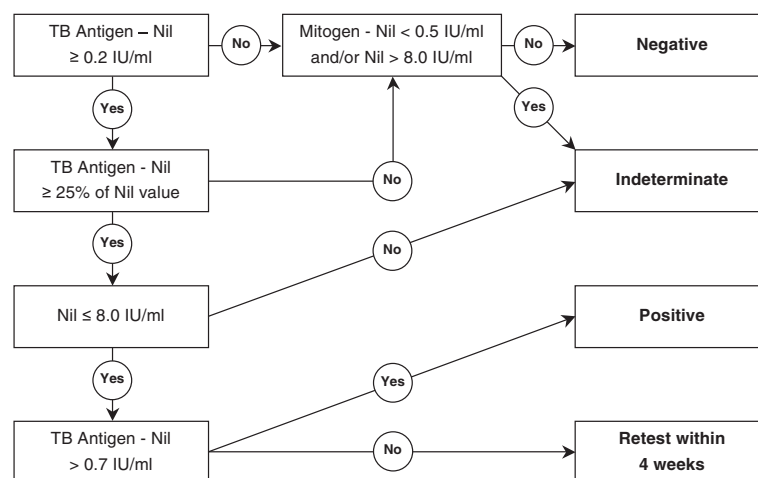 TB Antigen – Nil
≥ 0.2 IU/ml
No
Mitogen - Nil < 0.5 IU/ml
and/or Nil > 8.0 IU/ml
No
Negative
Yes
Yes
TB Antigen - Nil
≥ 25% of Nil value
No
Indeterminate
Yes
No
Nil ≤ 8.0 IU/ml
Positive
Yes
Yes
TB Antigen - Nil
> 0.7 IU/ml
No
Retest within
4 weeks